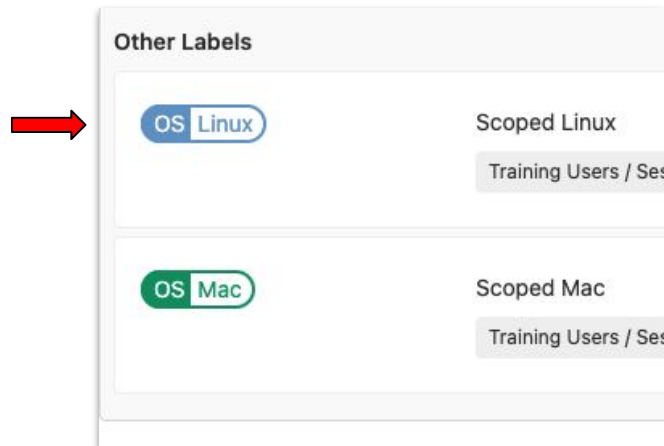 Other Labels
OS Linux
Scoped Linux
Training Users / Ses
OS Mac
Scoped Mac
Training Users / Ses